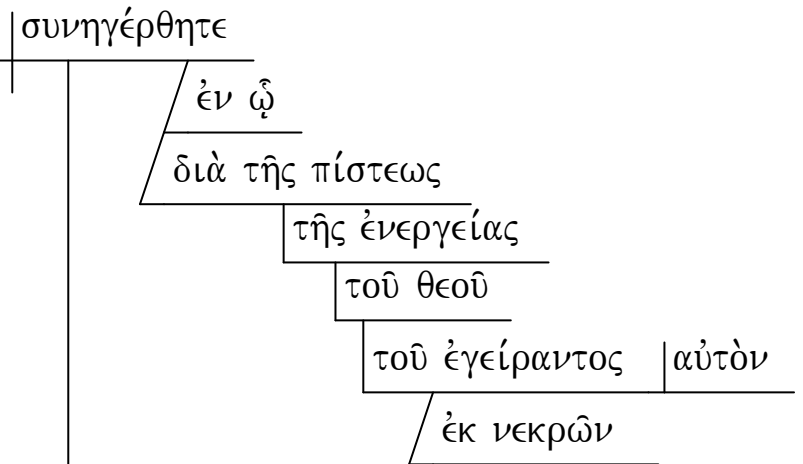 συνηγέρθητε
ἐν ᾧ
διὰ τῆς πίστεως
τῆς ἐνεργείας
τοῦ θεοῦ
τοῦ ἐγείραντος αὐτὸν
ἐκ νεκρῶν